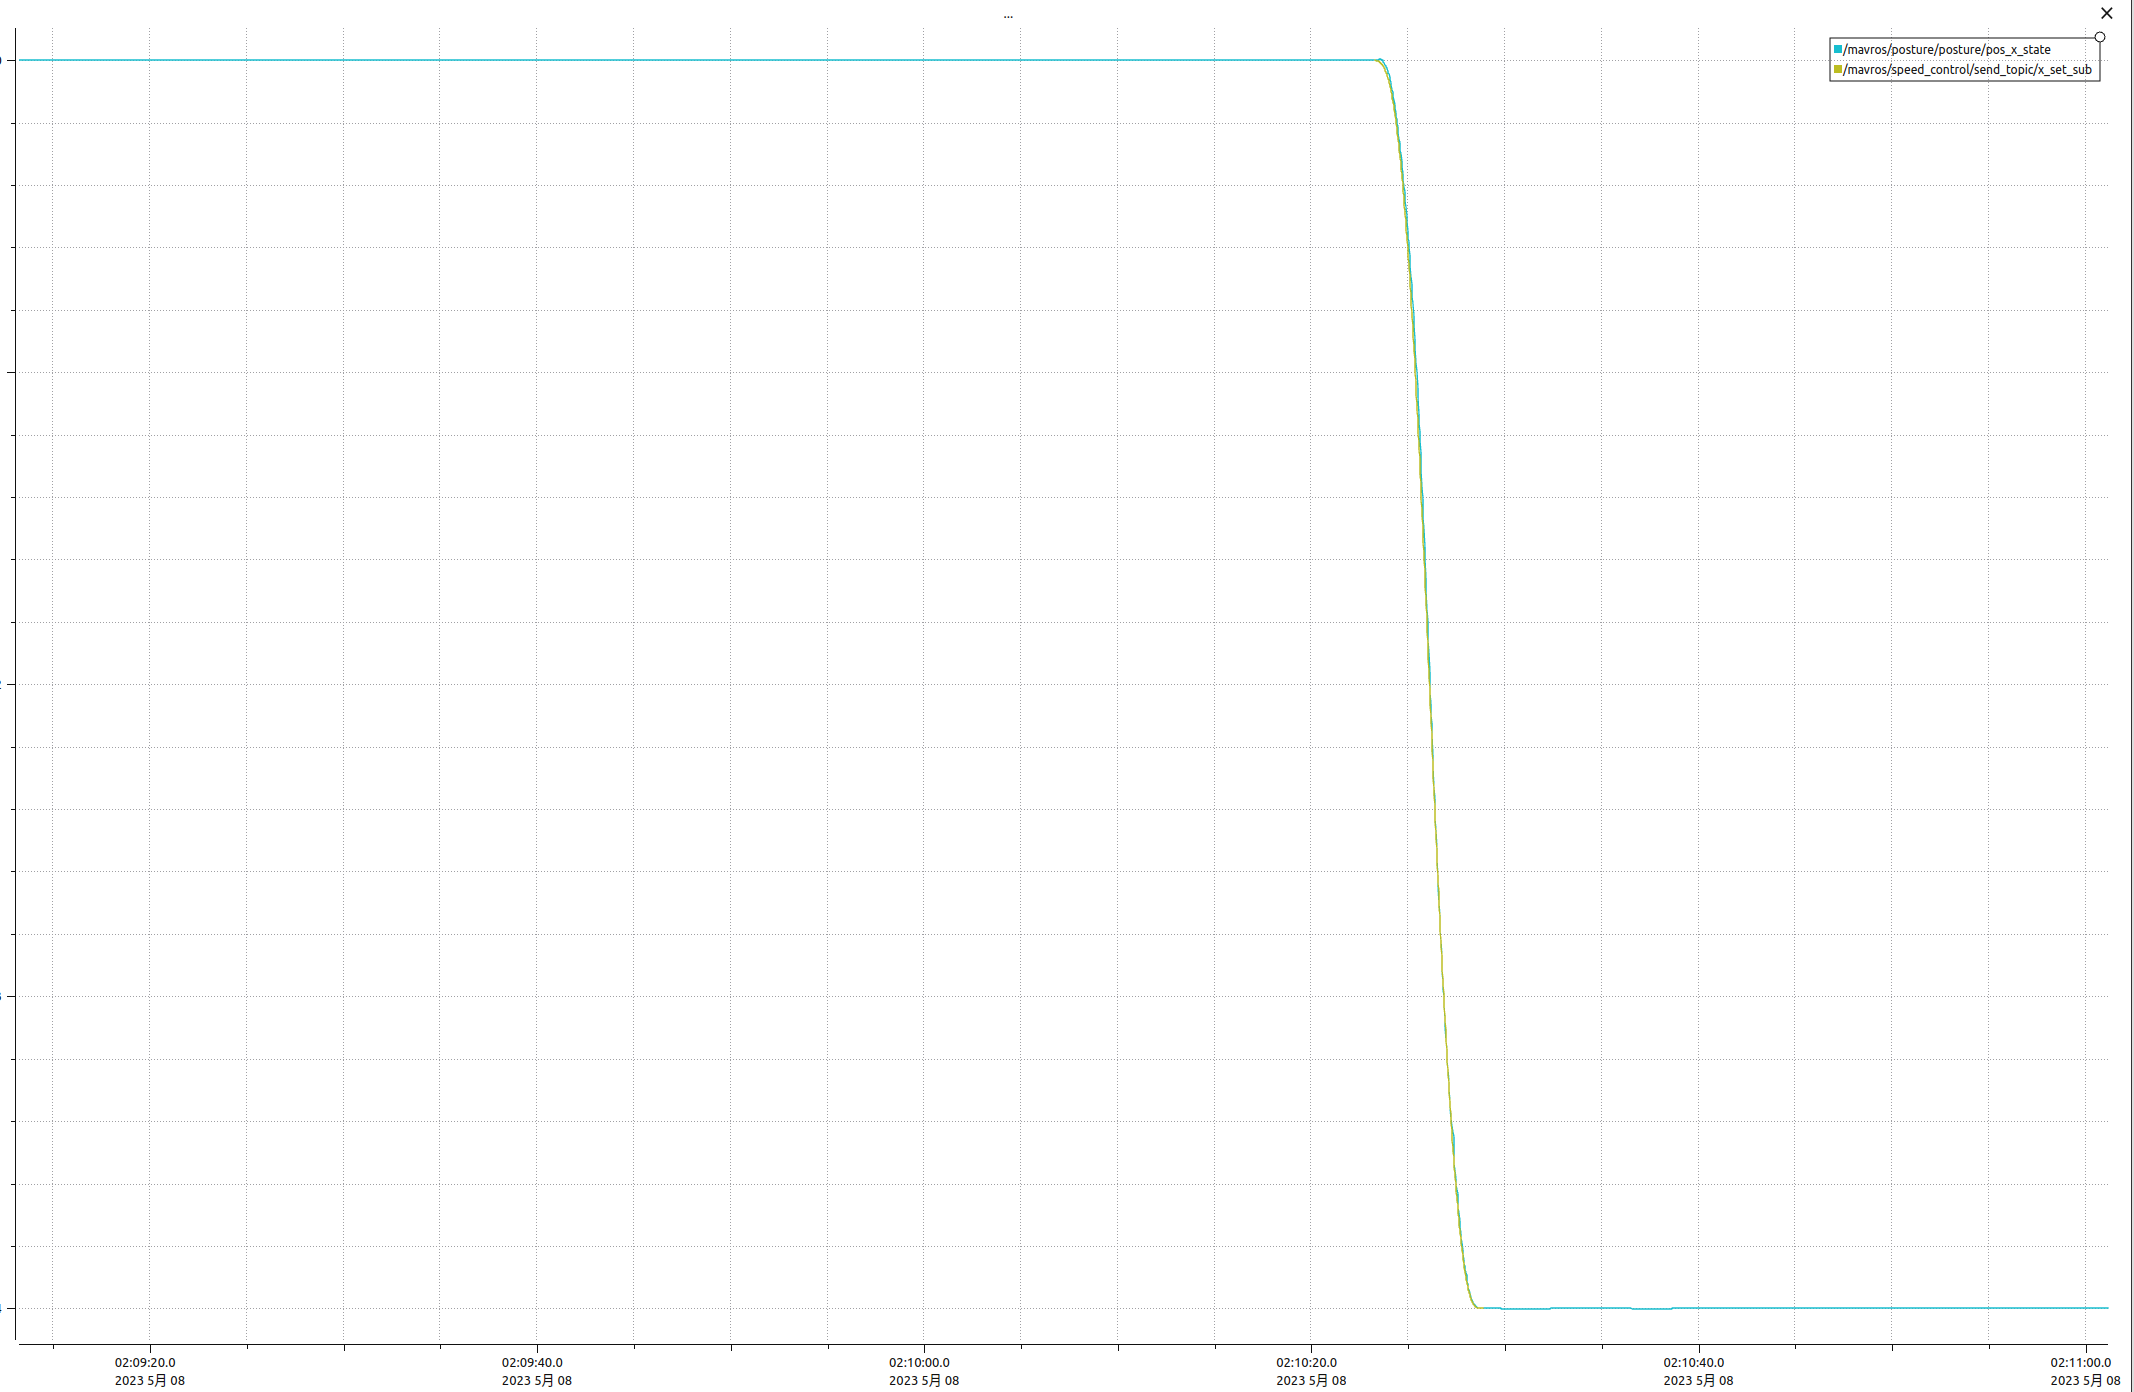 ...
/mavros/posture/posture/pos_x_state
/mavros/speed_control/send_topic/x_set_sub
02:09:20.0
2023 5月 08
02:09:40.0
2023 5月 08
02:10:00.0
2023 5月 08
02:10:20.0
2023 5月 08
02:10:40.0
2023 5月 08
02:11:00.0
2023 5月 08